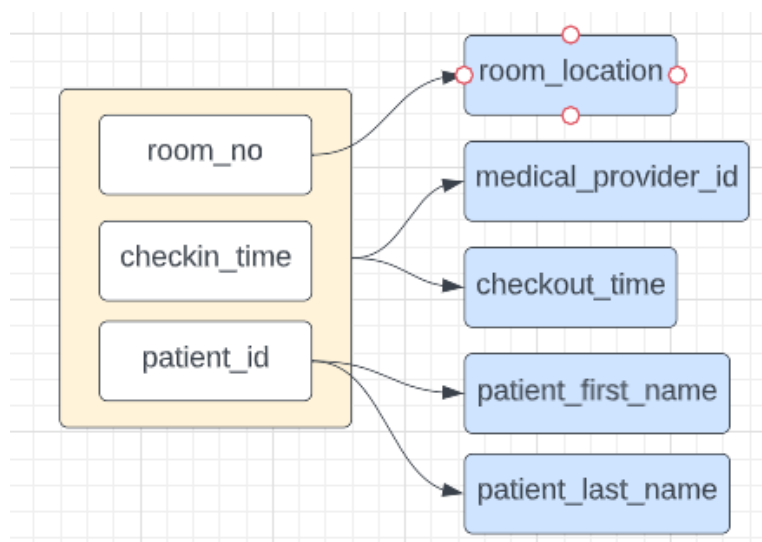 room_no
checkin_time
patient_id
room_location
medical_provider_id
checkout_time
patient_first_name
patient_last_name